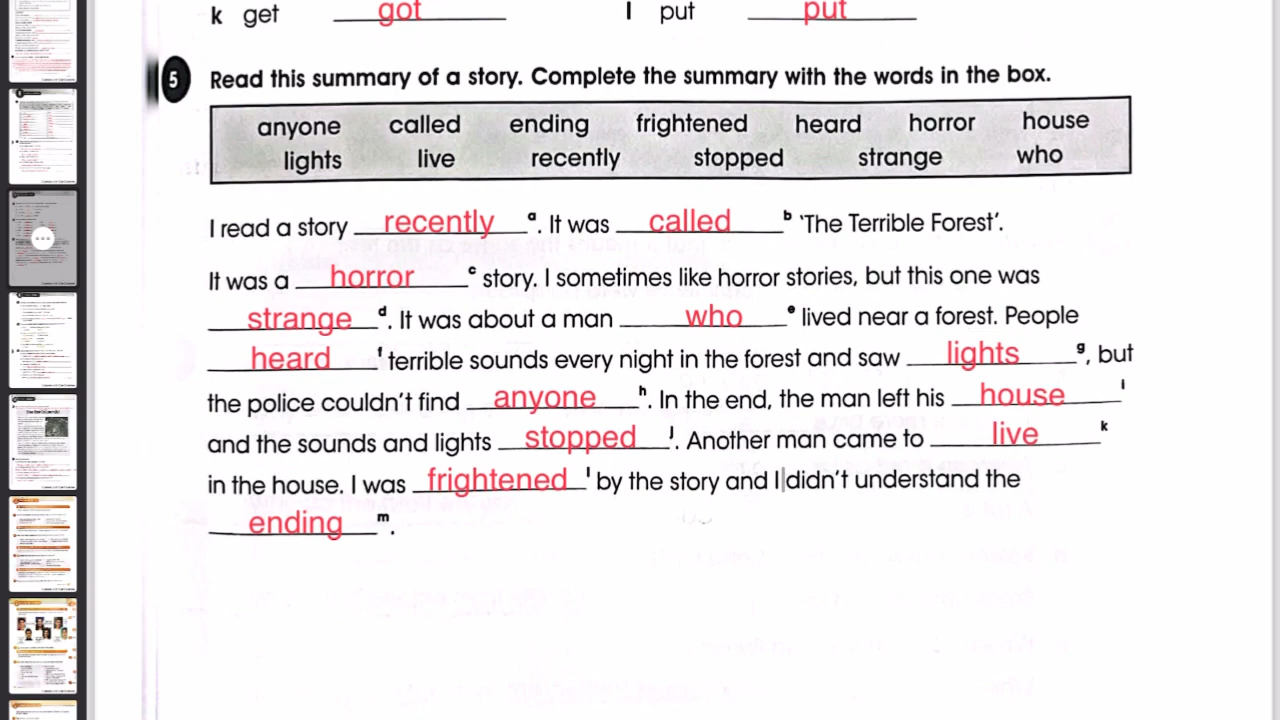 k get got l put put
5 Read this summary of a story. Complete the summary with the words in the box.
anyone called ending frightened heard horror house
lights live recently stopped strange who
I read a story recently a. It was called b 'The Terrible Forest'.
It was a horror c story. I sometimes like horror stories, but this one was
strange d. It was about a man who e lived near a forest. People
heard f terrible sounds every night in the forest and saw lights g, but
the police couldn't find anyone h. In the end, the man left his house i
and the sounds and lights stopped j. Another man came to live k
in the house. I was frightened l by the story and I didn't understand the
ending m.